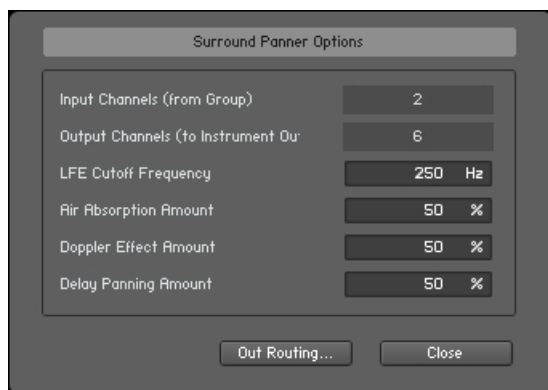 Surround Panner Options
Input Channels (from Group) 2
Output Channels (to Instrument Ou 6
LFE Cutoff Frequency 250 Hz
Air Absorption Amount 50 %
Doppler Effect Amount 50 %
Delay Panning Amount 50 %
Out Routing... Close